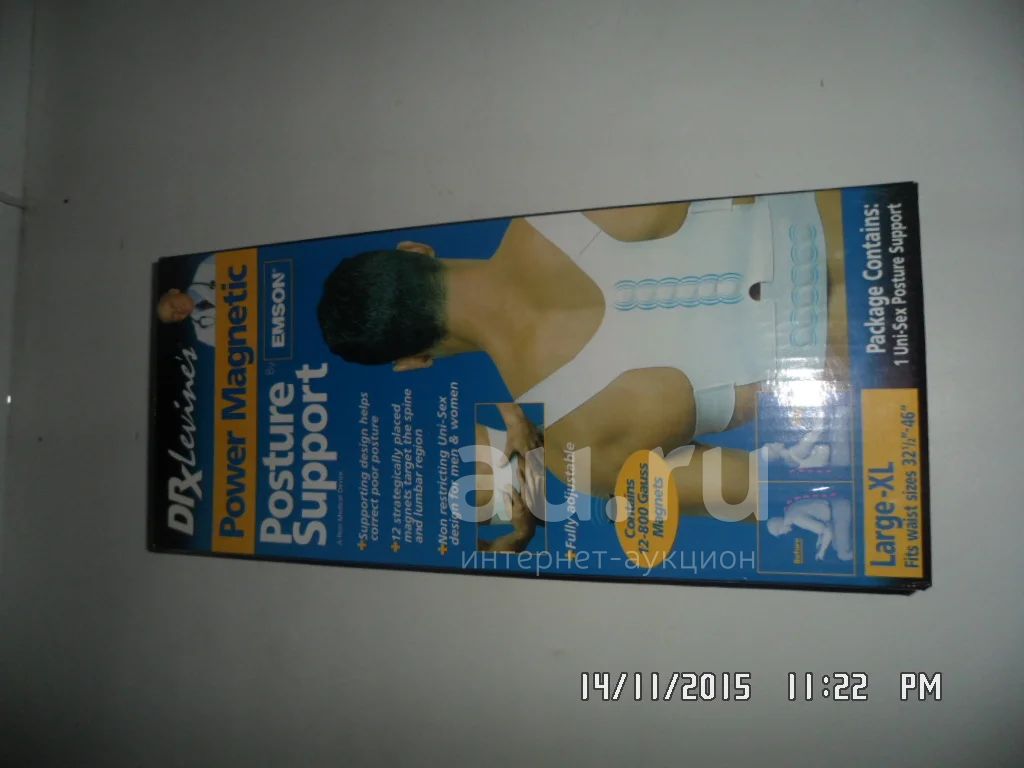 DRxLevine's
Power Magnetic
Posture
Support
By
EMSON®
A Non Medical Device
+Supporting design helps
correct poor posture
+12 strategically placed
magnets target the spine
and lumbar region
+Non restricting Uni-Sex
design for men & women
+Fully adjustable
Contains
12-800 Gauss
Magnets
Before
Package Contains:
1 Uni-Sex Posture Support
Large-XL
Fits waist sizes 32½"-46"
au.ru
интернет-аукцион
14/11/2015 11:22 PM